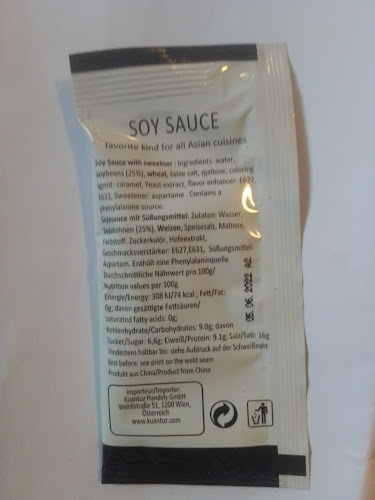 SOY SAUCE
favorite kind for all Asian cuisines
Soy Sauce with sweetner : Ingredients: water,
soybeans (25%), wheat, table salt, maltose, coloring
agent: caramel, Yeast extract, flavor enhancer: E627,
E631, Sweetener: aspartame . Contains a
phenylalanine source.
Sojasauce mit Süßungsmittel: Zutaten: Wasser,
Sojabohnen (25%), Weizen, Speisesalz, Maltose,
Farbstoff: Zuckerkulör, Hefeextrakt,
Geschmacksverstärker: E627,E631, Süßungsmittel:
Aspartam. Enthält eine Phenylalaninquelle.
Durchschnittliche Nährwert pro 100g/
Nutrition values per 100g
Energie/Energy: 308 kJ/74 kcal ; Fett/Fat:
0g; davon gesättigte Fettsäuren/
saturated fatty acids: 0g;
Kohlenhydrate/Carbohydrates: 9.0g; davon
Zucker/Sugar: 6,6g; Eiweiß/Protein: 9.1g; Salz/Salt: 16g
Mindestens haltbar bis: siehe Aufdruck auf der Schweißnaht
Best before: see print on the weld seam
Produkt aus China/Product from China
05.06.2022 A2
Importeur/Importer:
Kuantuz Handels GmbH
Wehlistraße 51, 1200 Wien,
Österreich
www.kuantuz.com